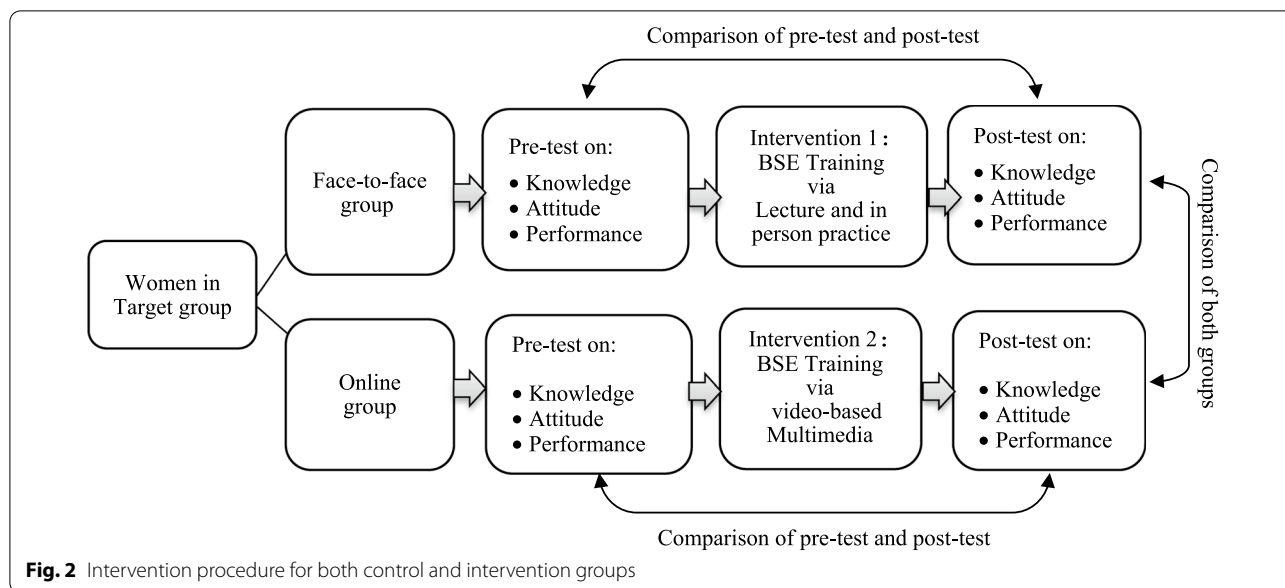 Comparison of pre-test and post-test
Women in
Target group
Face-to-face
group
Pre-test on:
• Knowledge
• Attitude
• Performance
Intervention 1:
BSE Training
via
Lecture and in
person practice
Post-test on:
• Knowledge
• Attitude
• Performance
Comparison of both groups
Online
group
Pre-test on:
• Knowledge
• Attitude
• Performance
Intervention 2:
BSE Training
via
video-based
Multimedia
Post-test on:
• Knowledge
• Attitude
• Performance
Comparison of pre-test and post-test
Fig. 2 Intervention procedure for both control and intervention groups